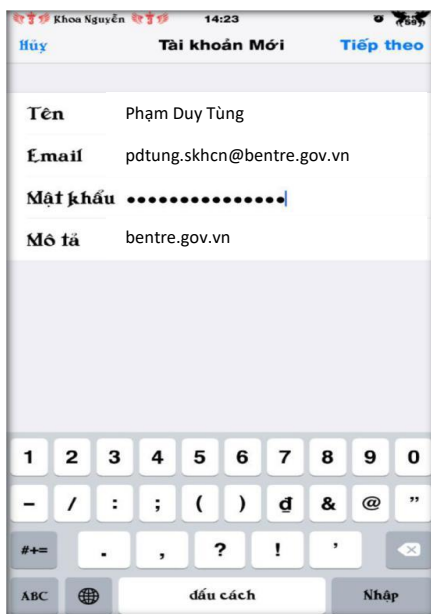 Khoa Nguyễn 14:23
Hủy Tài khoản Mới Tiếp theo
Tên Phạm Duy Tùng
Email pdtung.skhcn@bentre.gov.vn
Mật khẩu ●●●●●●●●●●●●●●●
Mô tả bentre.gov.vn
1 2 3 4 5 6 7 8 9 0
- / : ; ( ) ₫ & @ "
#+= . , ? ! '
ABC dấu cách Nhập